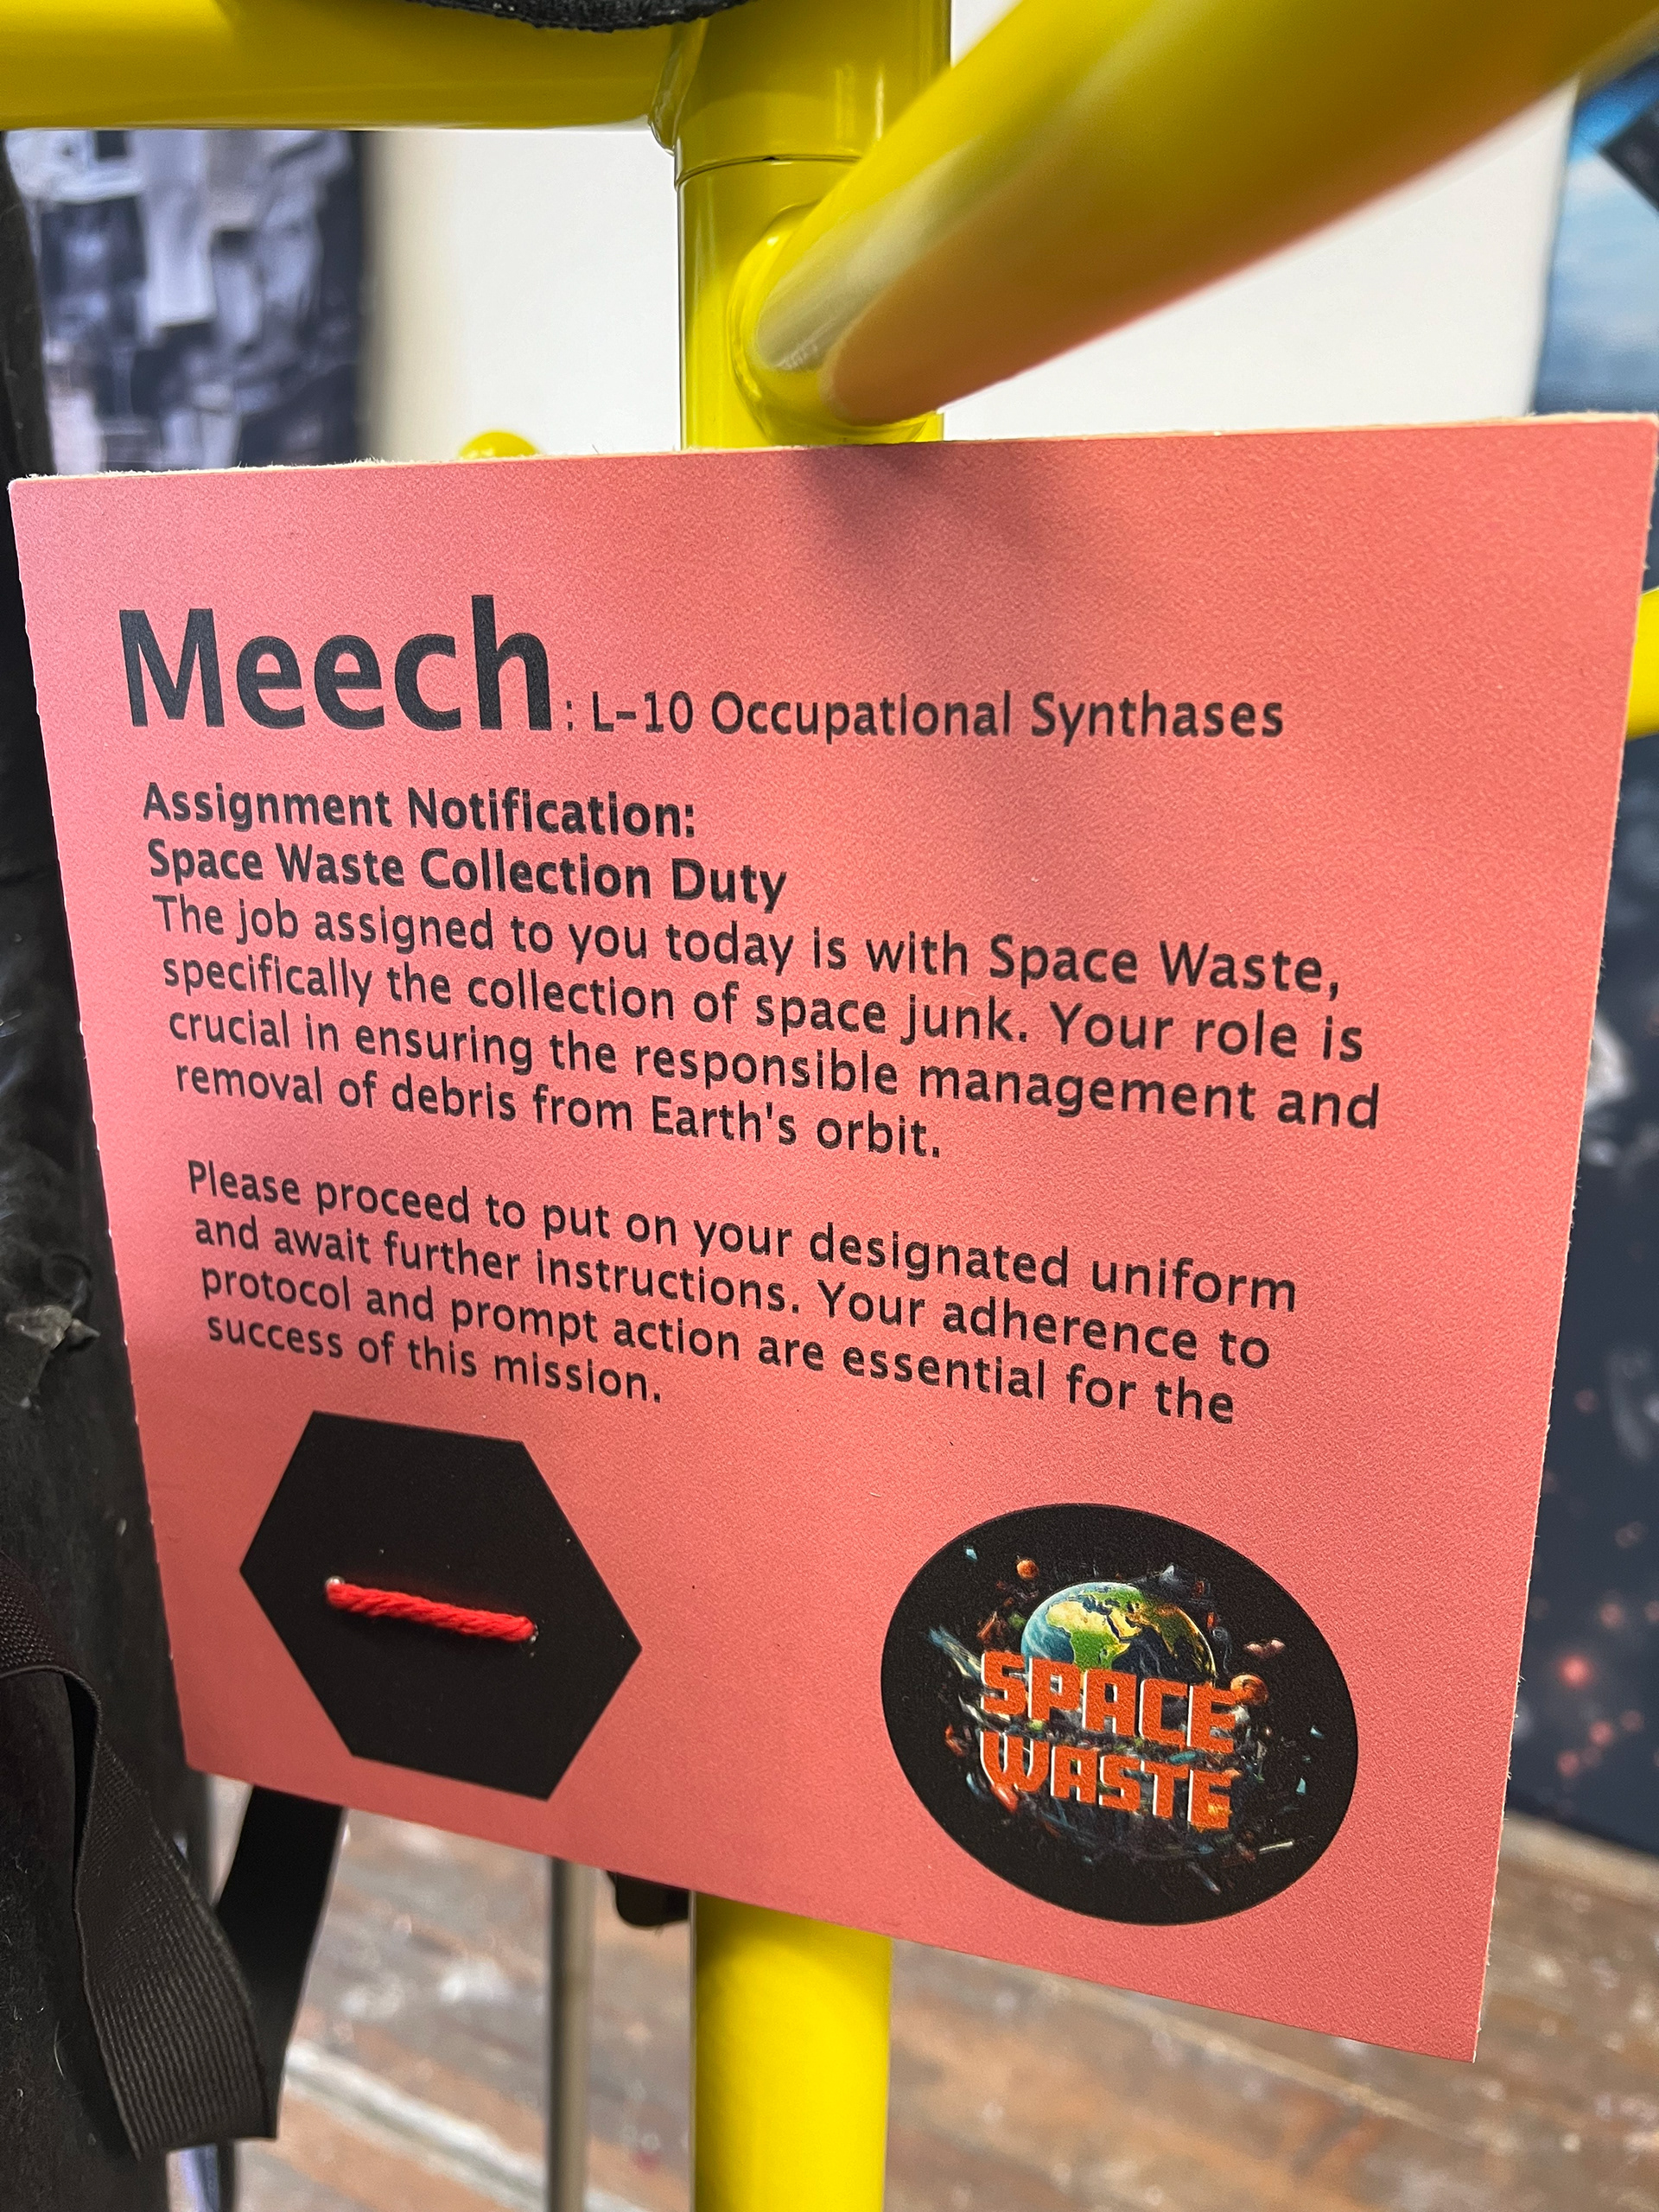 Meech: L-10 Occupational Synthases
Assignment Notification:
Space Waste Collection Duty
The job assigned to you today is with Space Waste,
specifically the collection of space junk. Your role is
crucial in ensuring the responsible management and
removal of debris from Earth's orbit.
Please proceed to put on your designated uniform
and await further instructions. Your adherence to
protocol and prompt action are essential for the
success of this mission.
SPACE
WASTE